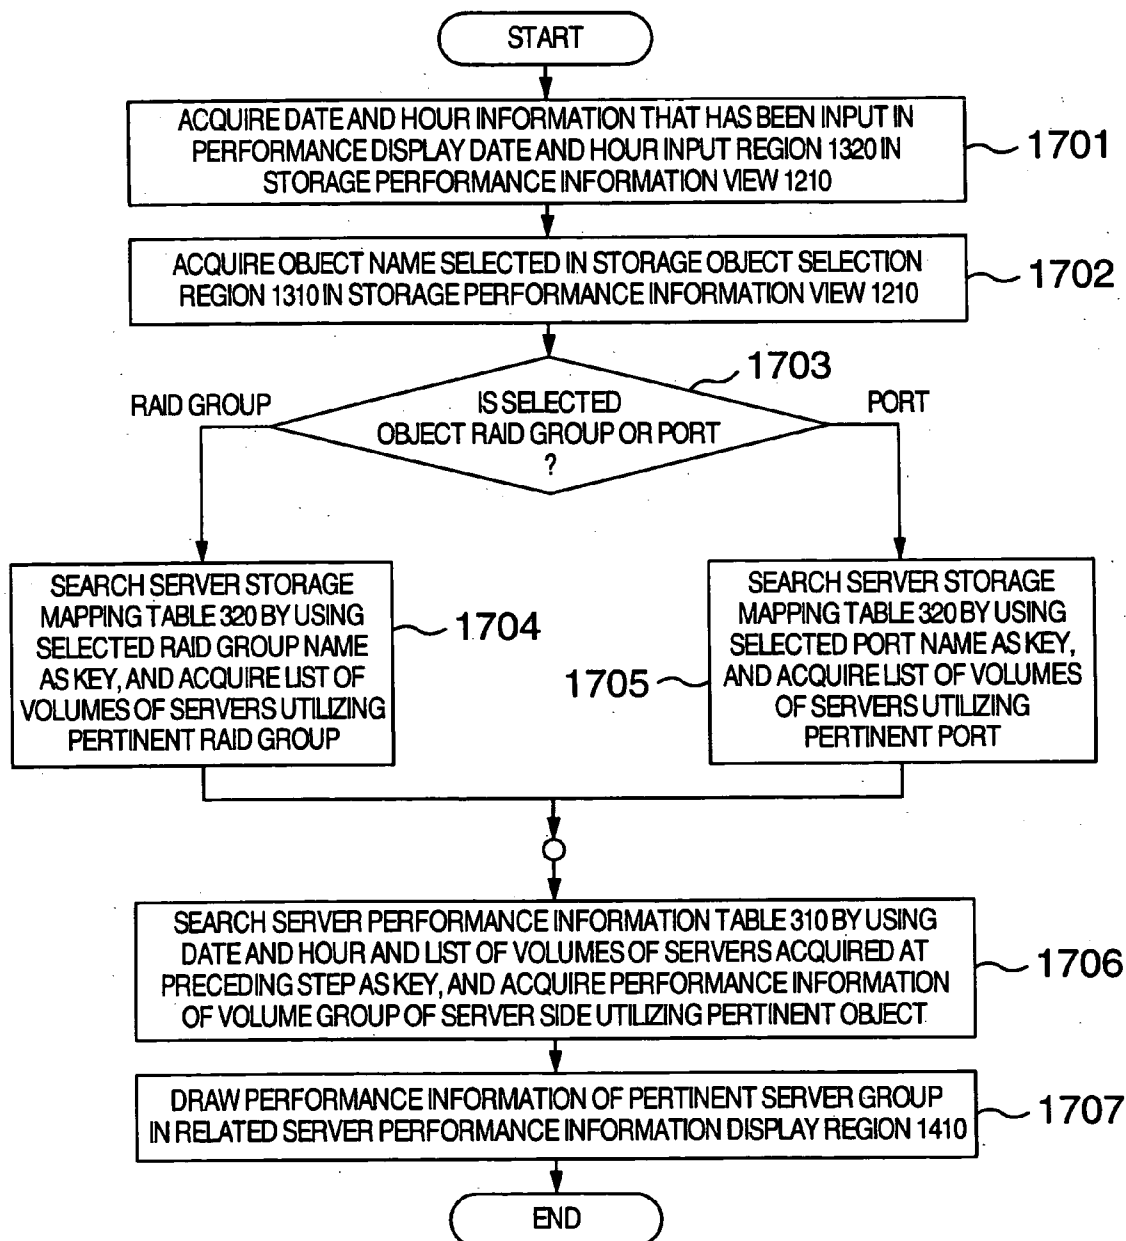 START
ACQUIRE DATE AND HOUR INFORMATION THAT HAS BEEN INPUT IN
PERFORMANCE DISPLAY DATE AND HOUR INPUT REGION 1320 IN
STORAGE PERFORMANCE INFORMATION VIEW 1210
1701
ACQUIRE OBJECT NAME SELECTED IN STORAGE OBJECT SELECTION
REGION 1310 IN STORAGE PERFORMANCE INFORMATION VIEW 1210
1702
1703
RAID GROUP
IS SELECTED
OBJECT RAID GROUP OR PORT
?
PORT
SEARCH SERVER STORAGE
MAPPING TABLE 320 BY USING
SELECTED RAID GROUP NAME
AS KEY, AND ACQUIRE LIST OF
VOLUMES OF SERVERS UTILIZING
PERTINENT RAID GROUP
1704
SEARCH SERVER STORAGE
MAPPING TABLE 320 BY USING
SELECTED PORT NAME AS KEY,
AND ACQUIRE LIST OF VOLUMES
OF SERVERS UTILIZING
PERTINENT PORT
1705
SEARCH SERVER PERFORMANCE INFORMATION TABLE 310 BY USING
DATE AND HOUR AND LIST OF VOLUMES OF SERVERS ACQUIRED AT
PRECEDING STEP AS KEY, AND ACQUIRE PERFORMANCE INFORMATION
OF VOLUME GROUP OF SERVER SIDE UTILIZING PERTINENT OBJECT
1706
DRAW PERFORMANCE INFORMATION OF PERTINENT SERVER GROUP
IN RELATED SERVER PERFORMANCE INFORMATION DISPLAY REGION 1410
1707
END